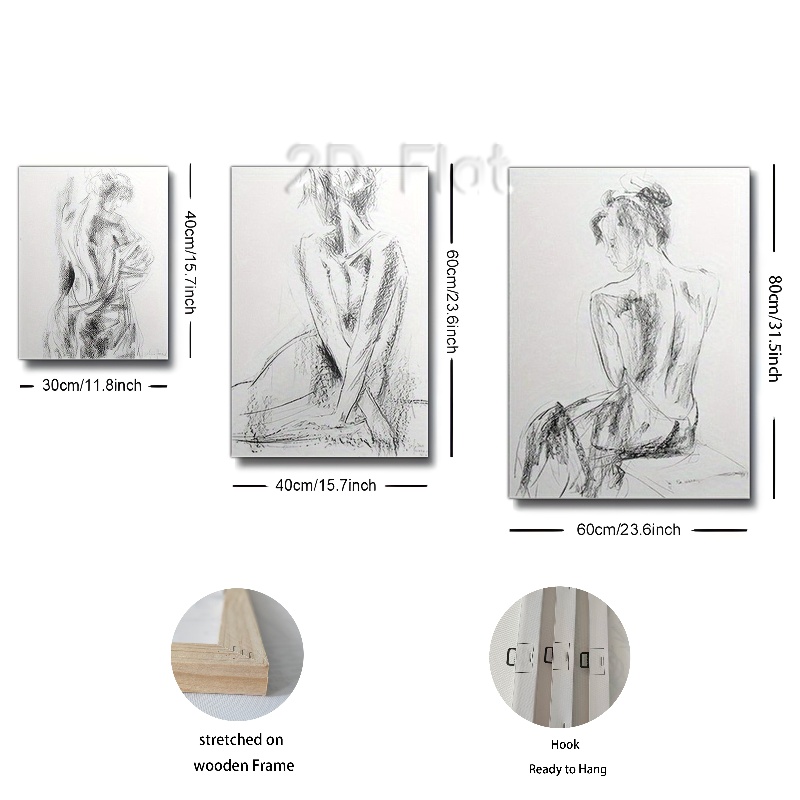 2D Flat
40cm/15.7inch
30cm/11.8inch
60cm/23.6inch
40cm/15.7inch
80cm/31.5inch
60cm/23.6inch
stretched on
wooden Frame
Hook
Ready to Hang